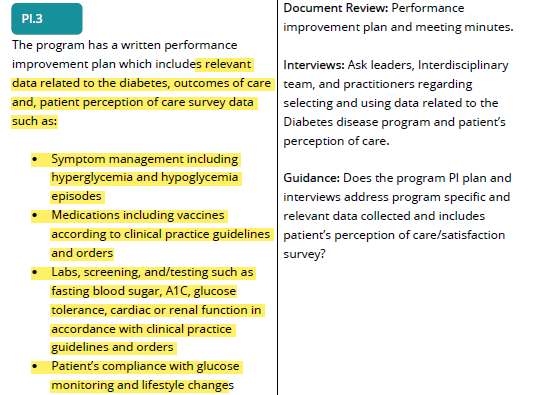 PI.3
The program has a written performance
improvement plan which includes relevant
data related to the diabetes, outcomes of care
and, patient perception of care survey data
such as:
• Symptom management including
hyperglycemia and hypoglycemia
episodes
• Medications including vaccines
according to clinical practice guidelines
and orders
• Labs, screening, and/testing such as
fasting blood sugar, A1C, glucose
tolerance, cardiac or renal function in
accordance with clinical practice
guidelines and orders
• Patient’s compliance with glucose
monitoring and lifestyle changes
Document Review: Performance
improvement plan and meeting minutes.
Interviews: Ask leaders, Interdisciplinary
team, and practitioners regarding
selecting and using data related to the
Diabetes disease program and patient’s
perception of care.
Guidance: Does the program PI plan and
interviews address program specific and
relevant data collected and includes
patient’s perception of care/satisfaction
survey?